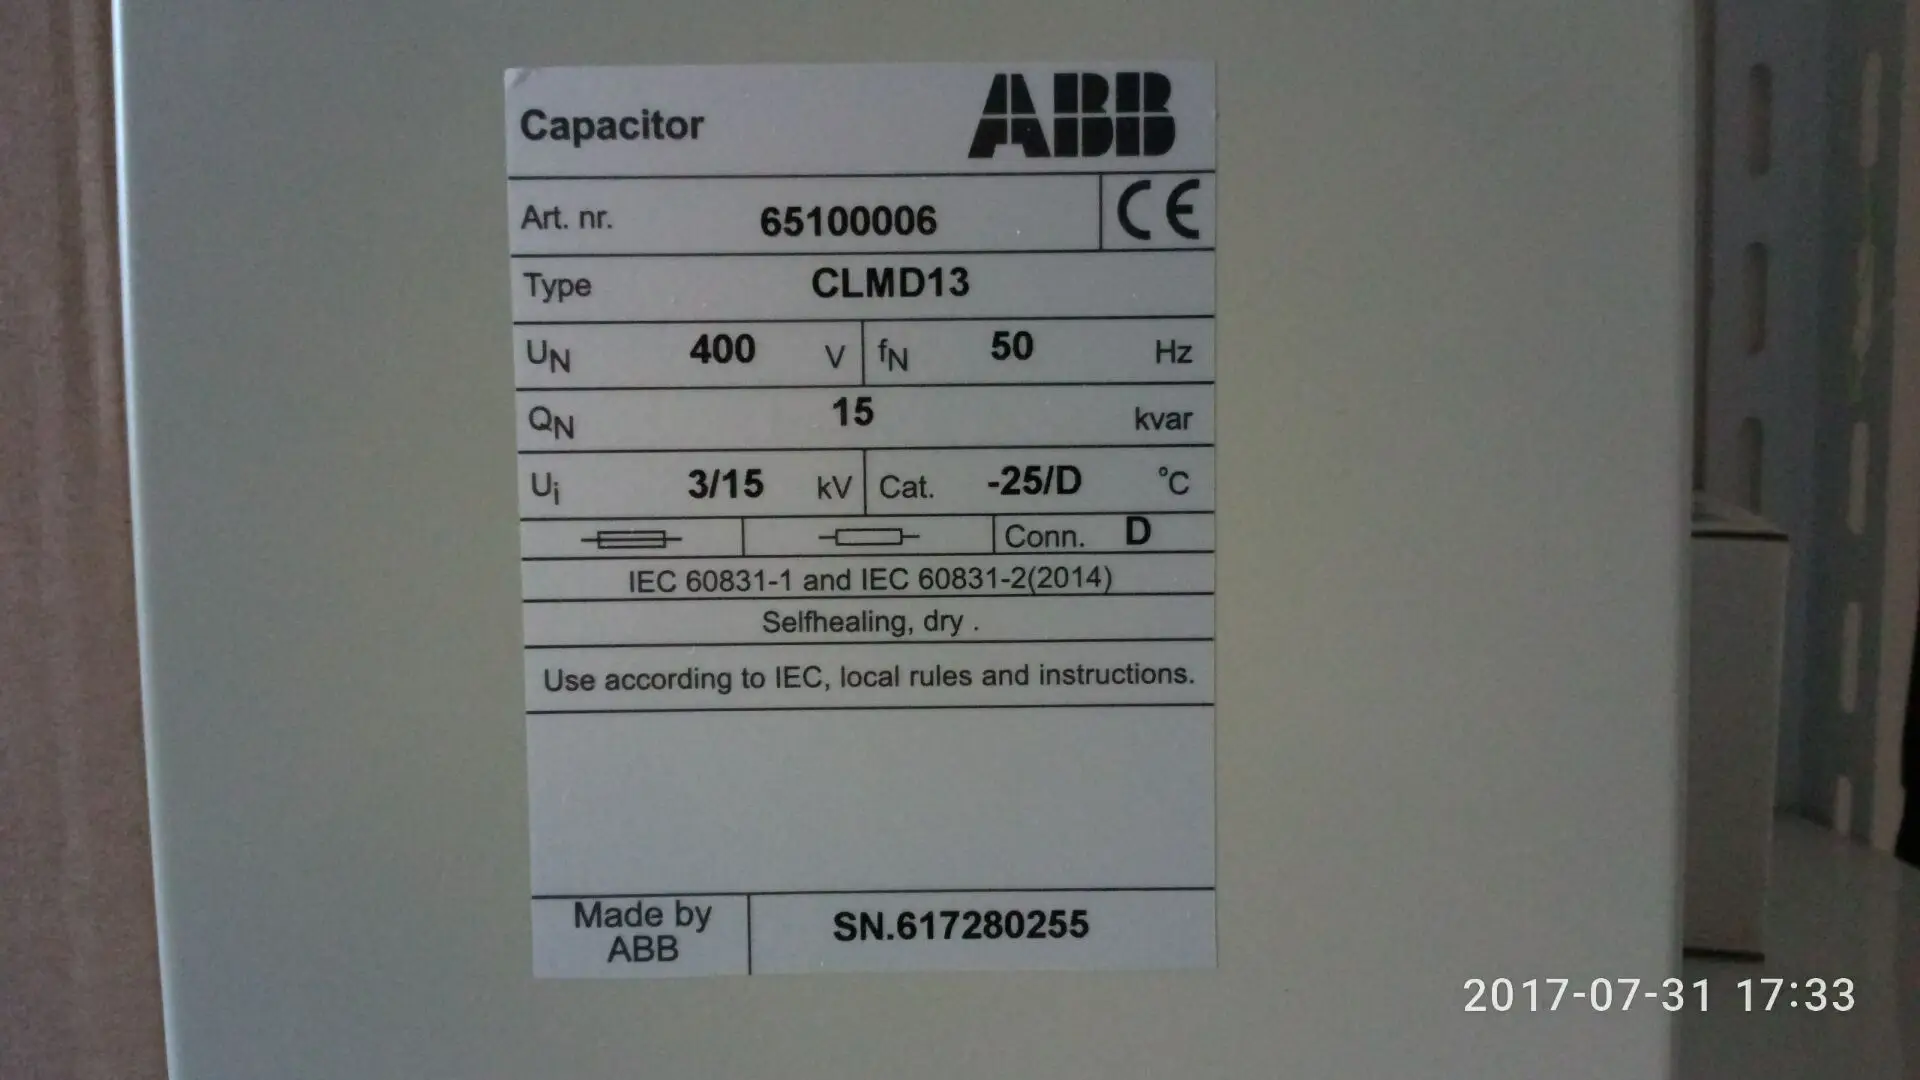 Capacitor ABB
Art. nr. 65100006 CE
Type CLMD13
UN 400 V fN 50 Hz
QN 15 kvar
Ui 3/15 kV Cat. -25/D °C
Conn. D
IEC 60831-1 and IEC 60831-2(2014)
Selfhealing, dry .
Use according to IEC, local rules and instructions.
Made by
ABB
SN.617280255
2017-07-31 17:33